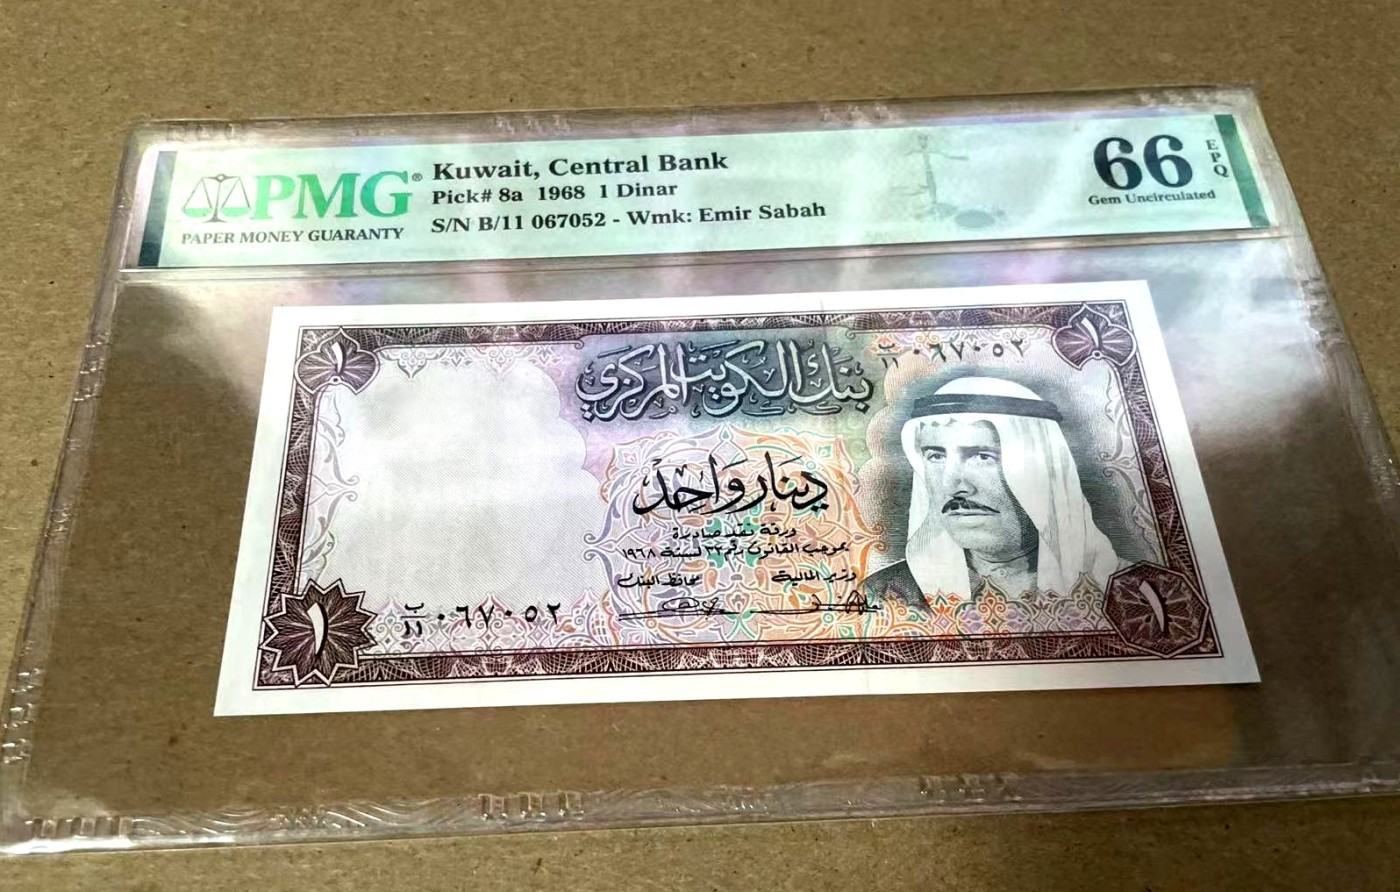 PMG®
PAPER MONEY GUARANTY
Kuwait, Central Bank
Pick# 8a 1968 1 Dinar
S/N B/11 067052 - Wmk: Emir Sabah
66 EPQ
Gem Uncirculated
١
١
بنك الكويت المركزي
ب/١١ ٠٦٧٠٥٢
دينار واحد
ورقة نقد صادرة
بموجب القانون رقم ٣٢ لسنة ١٩٦٨
وزير المالية
محافظ البنك
ب/١١ ٠٦٧٠٥٢
١
١